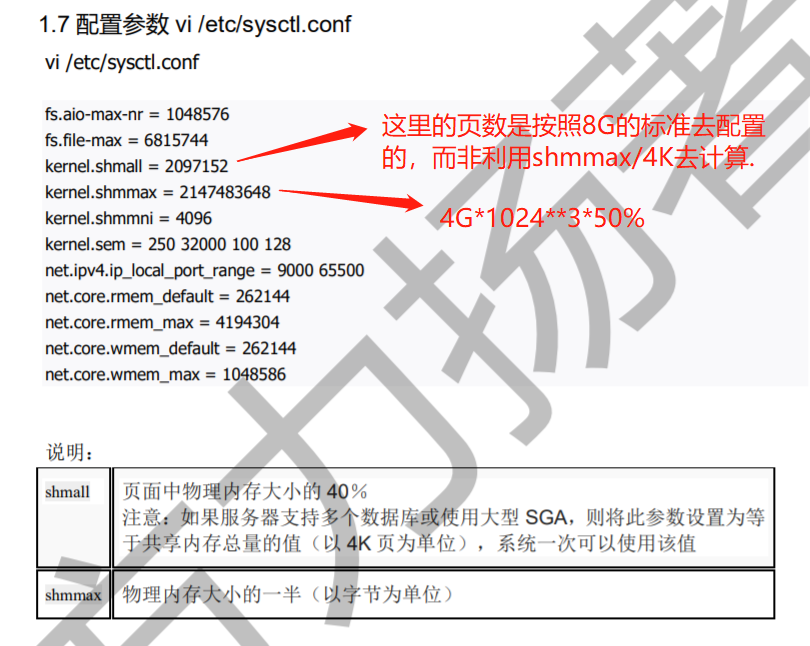 1.7 配置参数 vi /etc/sysctl.conf
vi /etc/sysctl.conf
fs.aio-max-nr = 1048576
fs.file-max = 6815744
kernel.shmall = 2097152
kernel.shmmax = 2147483648
kernel.shmmni = 4096
kernel.sem = 250 32000 100 128
net.ipv4.ip_local_port_range = 9000 65500
net.core.rmem_default = 262144
net.core.rmem_max = 4194304
net.core.wmem_default = 262144
net.core.wmem_max = 1048586
这里的页数是按照8G的标准去配置
的，而非利用shmmax/4K去计算.
4G*1024**3*50%
说明：
shmall
页面中物理内存大小的 40％
注意：如果服务器支持多个数据库或使用大型 SGA，则将此参数设置为等
于共享内存总量的值（以 4K 页为单位），系统一次可以使用该值
shmmax
物理内存大小的一半（以字节为单位）
力扬著